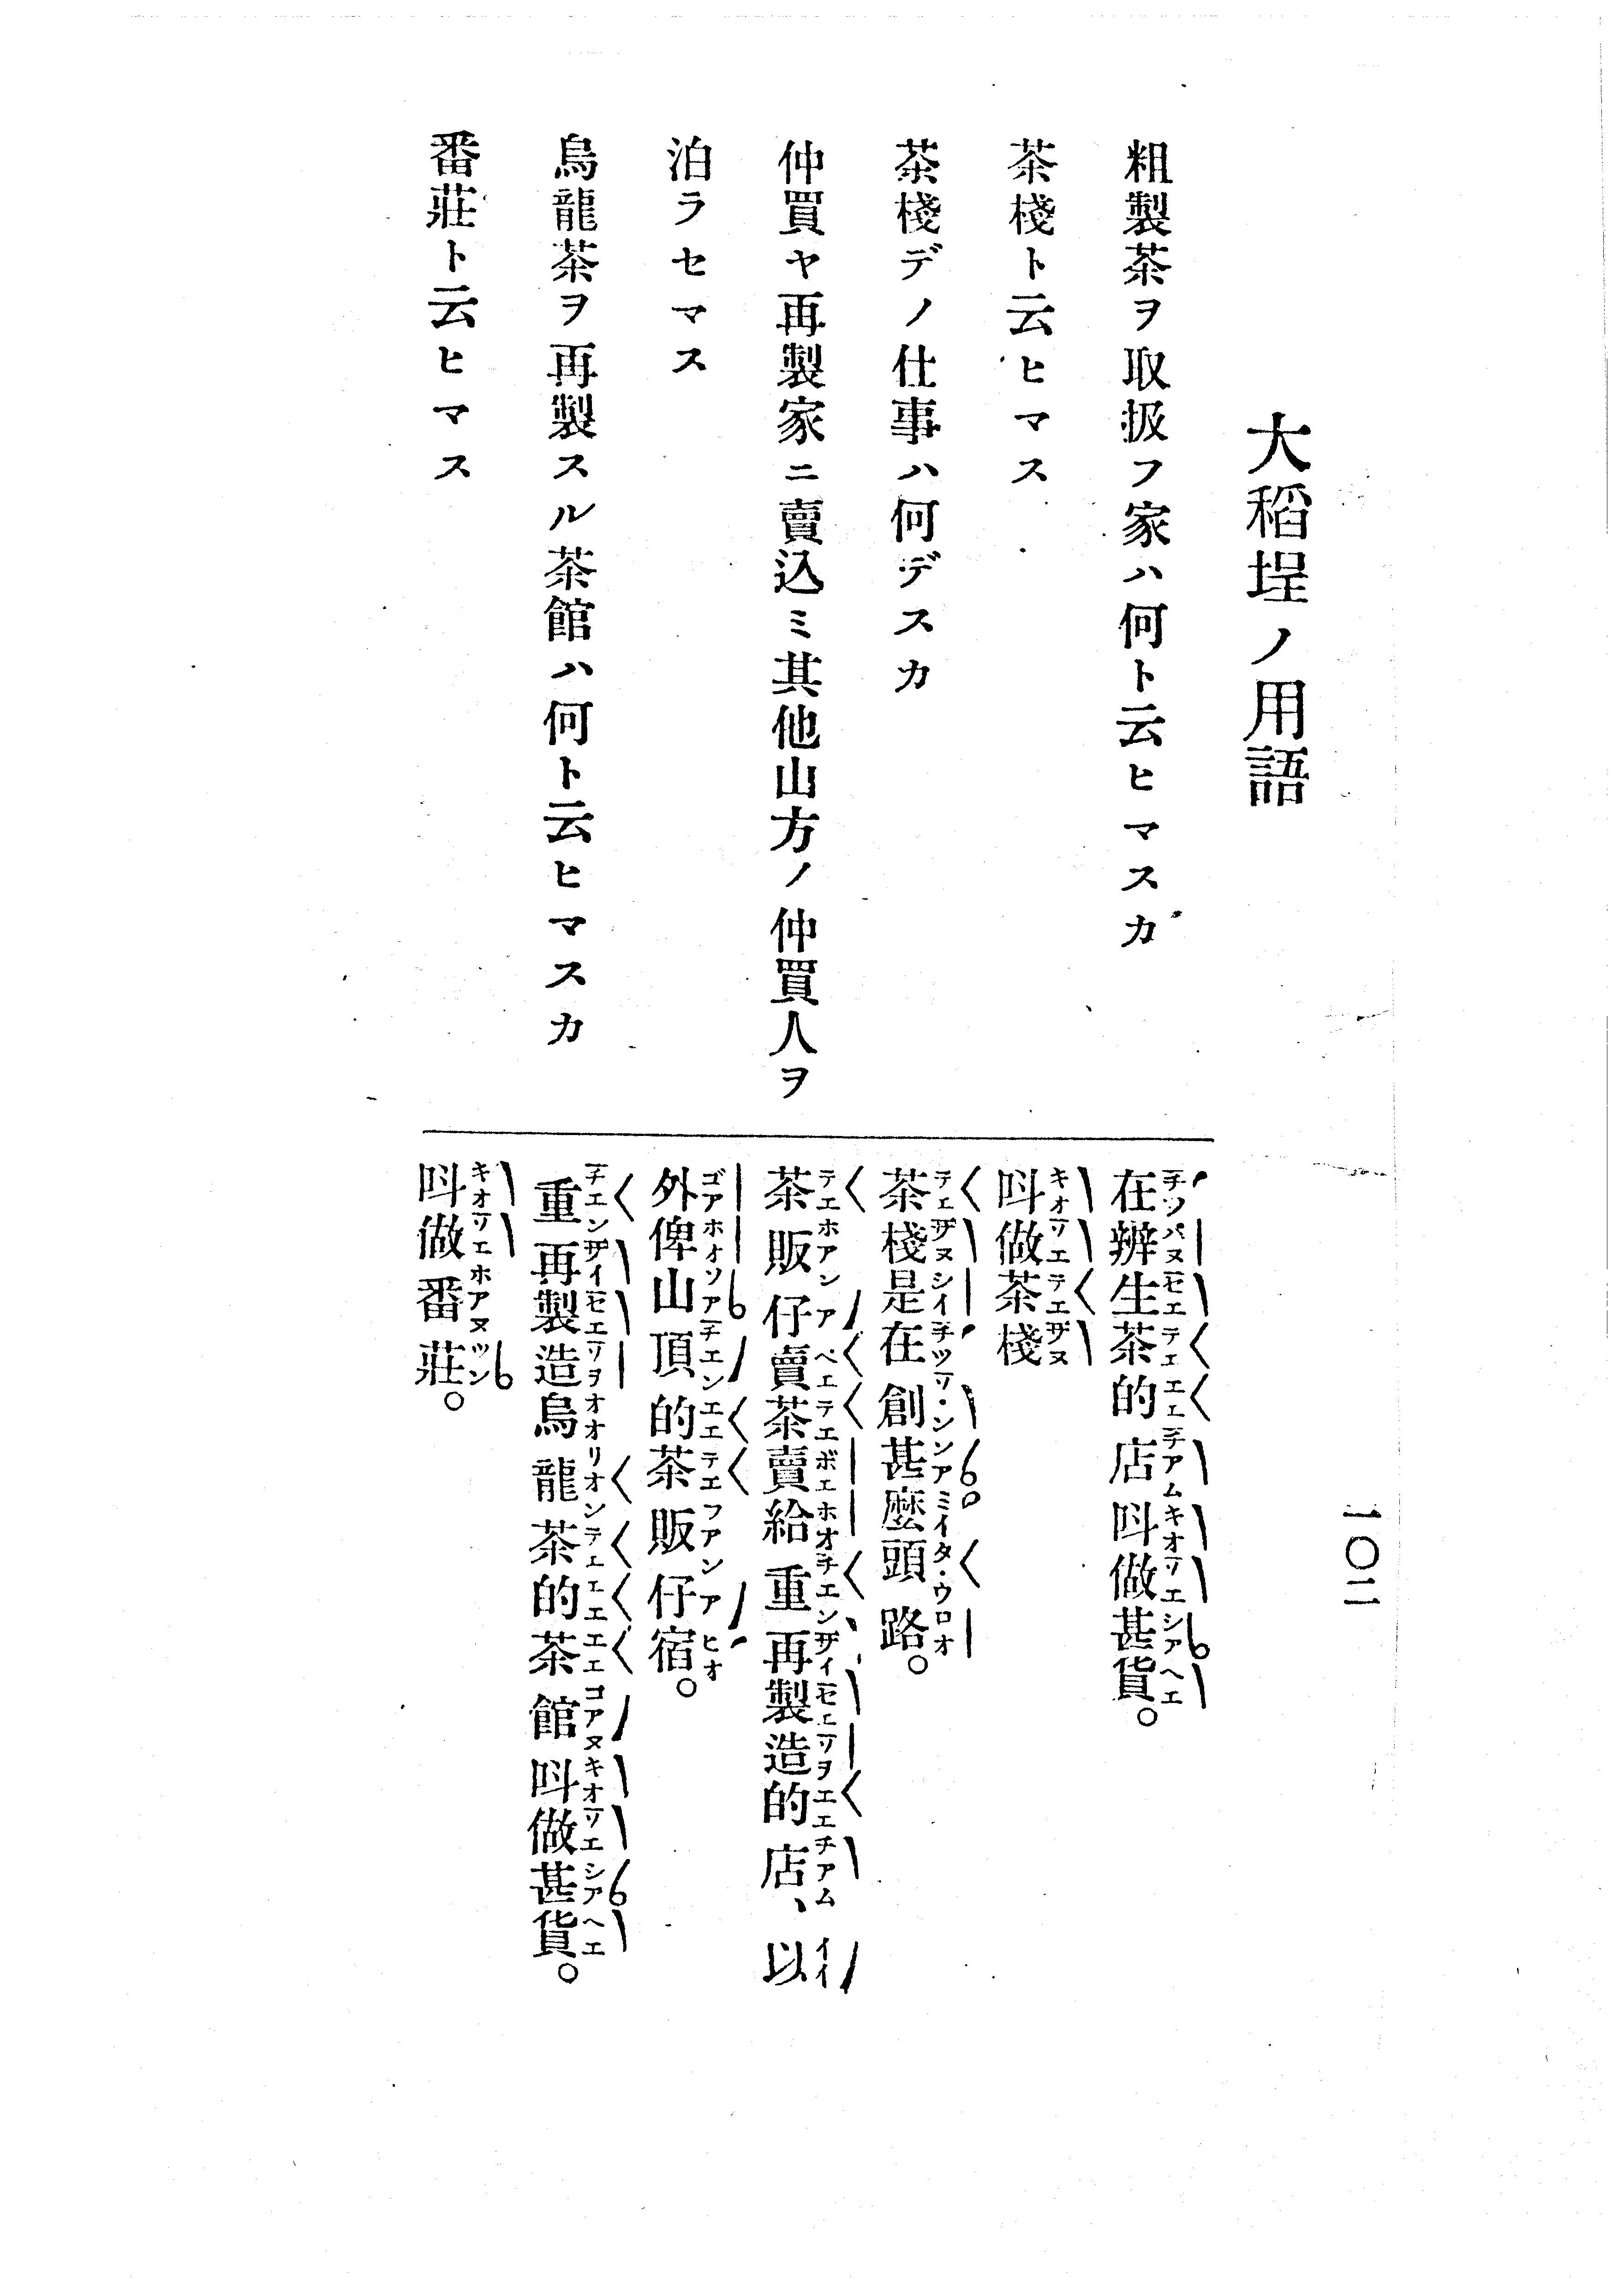 一〇二
大稻埕ノ用語
粗製茶ヲ取扱フ家ハ何ト云ヒマスカ
茶棧ト云ヒマス
茶棧デノ仕事ハ何デスカ
仲買ヤ再製家ニ賣込ミ其他山方ノ仲買人ヲ
泊ラセマス
烏龍茶ヲ再製スル茶館ハ何ト云ヒマスカ
番莊ト云ヒマス
在辨生茶的店呌做甚貨。
呌做茶棧
茶棧是在創甚麼頭路。
茶販仔賣茶賣給重再製造的店、以
外俾山頂的茶販仔宿。
重再製造烏龍茶的茶館呌做甚貨。
呌做番莊。